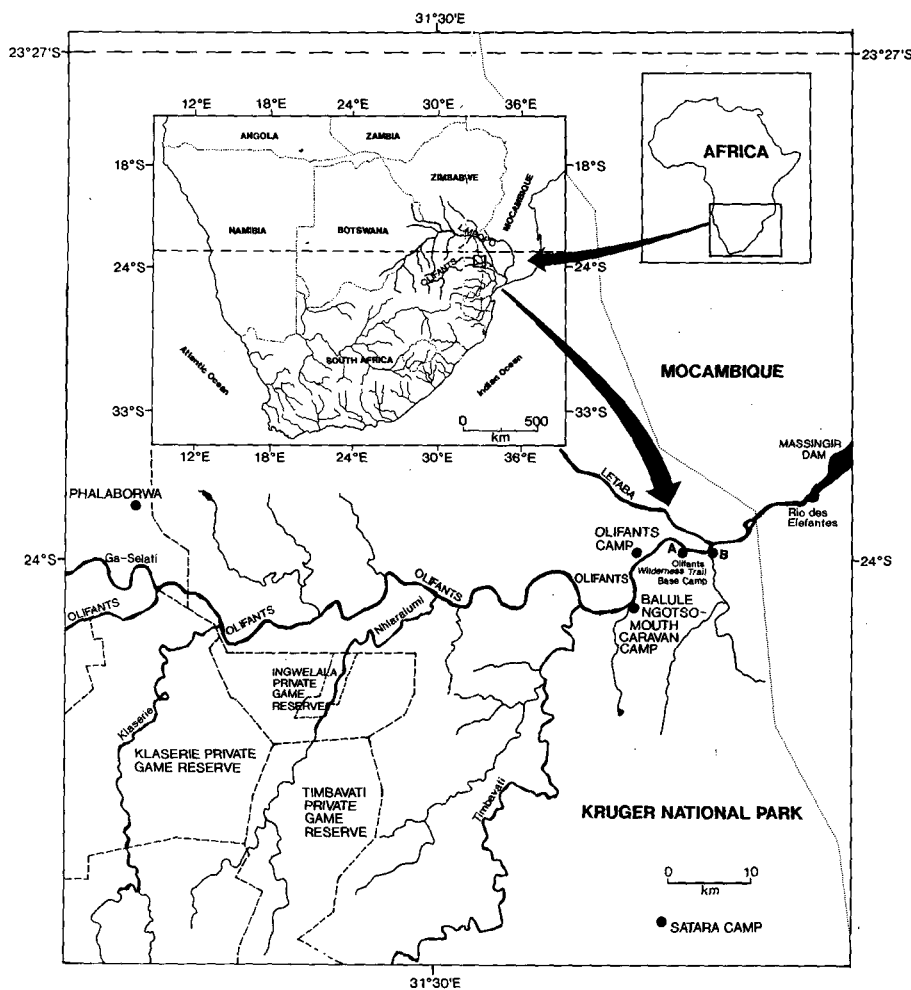 31°30'E
23°27'S
23°27'S
12°E
18°E
24°E
30°E
36°E
ANGOLA
ZAMBIA
AFRICA
18°S
18°S
ZIMBABWE
MOCAMBIQUE
NAMIBIA
BOTSWANA
LIMPOPO
24°S
24°S
OLIFANTS
SOUTH AFRICA
Atlantic Ocean
Indian Ocean
MOCAMBIQUE
33°S
33°S
0 500
km
12°E
18°E
24°E
30°E
36°E
MASSINGIR
DAM
LETABA
PHALABORWA
Rio des
Elefantes
OLIFANTS
CAMP
A
B
24°S
24°S
Ga-Selati
Olifants
Wilderness Trail
Base Camp
OLIFANTS
OLIFANTS
OLIFANTS
OLIFANTS
BALULE
NGOTSO-
MOUTH
CARAVAN
CAMP
Nhlaralumi
INGWELALA
PRIVATE
GAME
RESERVE
Klaserie
KLASERIE PRIVATE
GAME RESERVE
TIMBAVATI
PRIVATE
GAME
RESERVE
Timbavati
KRUGER NATIONAL PARK
0 10
km
SATARA CAMP
31°30'E